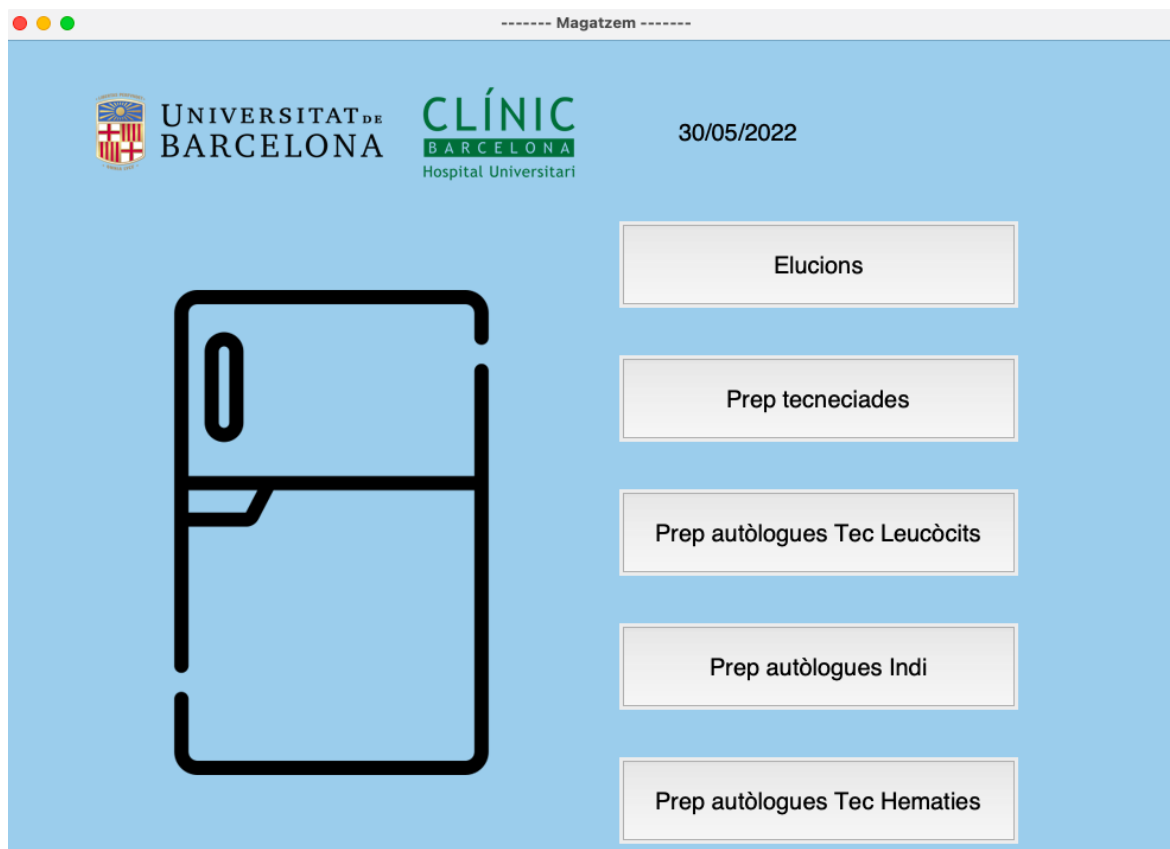 ------- Magatzem -------
UNIVERSITAT DE
BARCELONA
CLÍNIC
BARCELONA
Hospital Universitari
30/05/2022
Elucions
Prep tecneciades
Prep autòlogues Tec Leucòcits
Prep autòlogues Indi
Prep autòlogues Tec Hematies